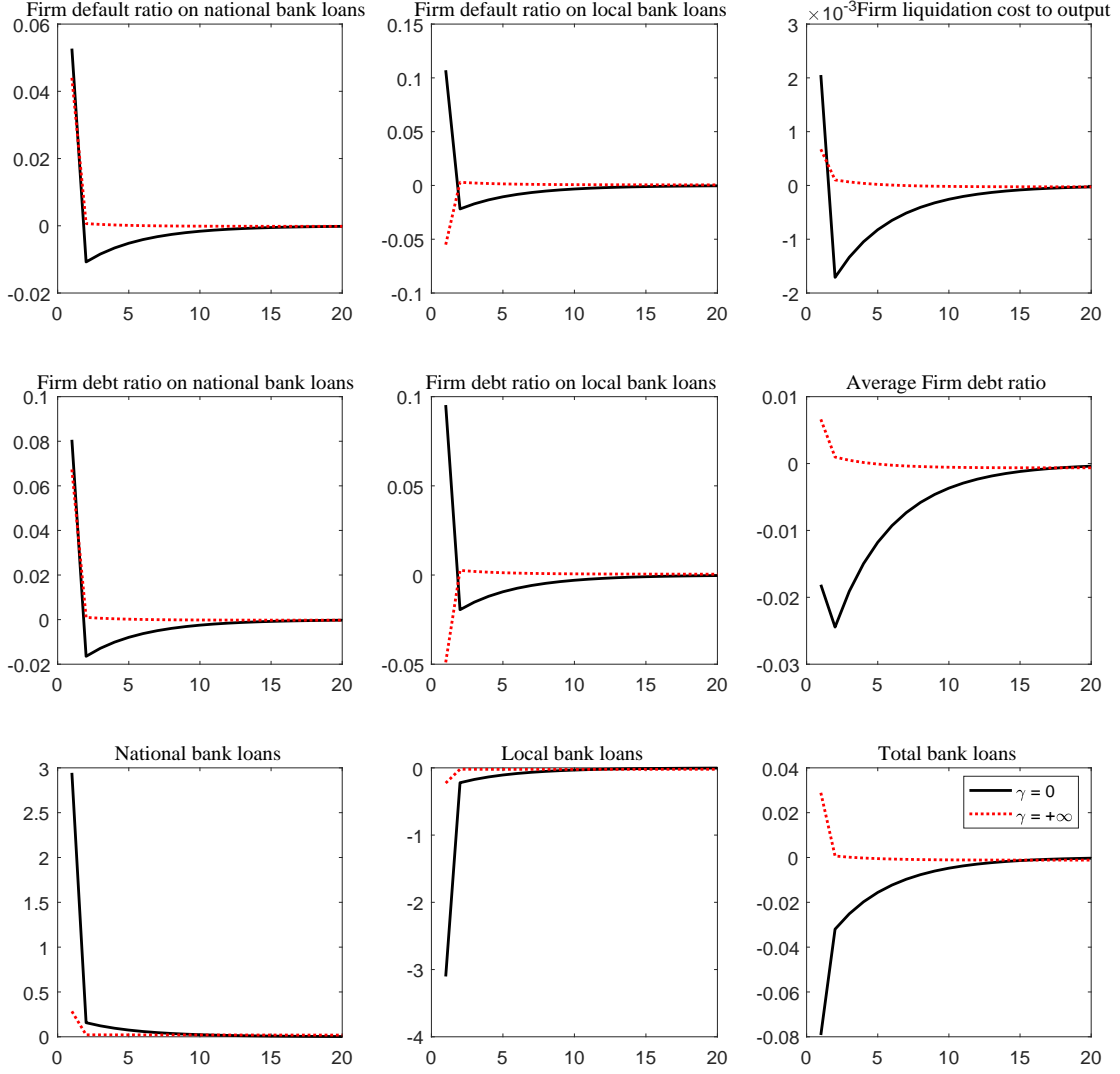 Firm default ratio on national bank loans
0.06
0.04
0.02
0
-0.02
0 5 10 15 20
Firm default ratio on local bank loans
0.15
0.1
0.05
0
-0.05
-0.1
0 5 10 15 20
×10-3 Firm liquidation cost to output
3
2
1
0
-1
-2
0 5 10 15 20
Firm debt ratio on national bank loans
0.1
0.08
0.06
0.04
0.02
0
-0.02
0 5 10 15 20
Firm debt ratio on local bank loans
0.1
0.05
0
-0.05
0 5 10 15 20
Average Firm debt ratio
0.01
0
-0.01
-0.02
-0.03
0 5 10 15 20
National bank loans
3
2.5
2
1.5
1
0.5
0
0 5 10 15 20
Local bank loans
0
-1
-2
-3
-4
0 5 10 15 20
Total bank loans
0.04
0.02
0
-0.02
-0.04
-0.06
-0.08
0 5 10 15 20
γ = 0
γ = +∞